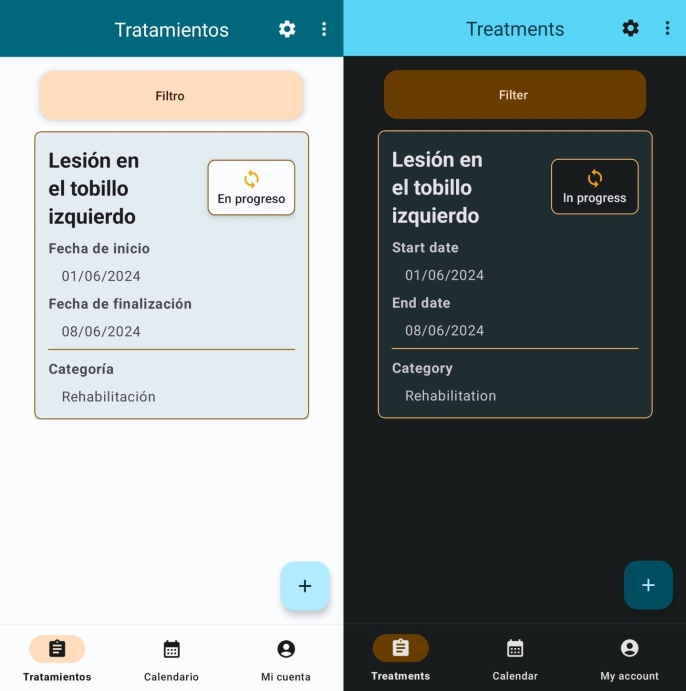 Tratamientos
Filtro
Lesión en
el tobillo
izquierdo
En progreso
Fecha de inicio
01/06/2024
Fecha de finalización
08/06/2024
Categoría
Rehabilitación
+
Tratamientos
Calendario
Mi cuenta
Treatments
Filter
Lesión en
el tobillo
izquierdo
In progress
Start date
01/06/2024
End date
08/06/2024
Category
Rehabilitation
+
Treatments
Calendar
My account